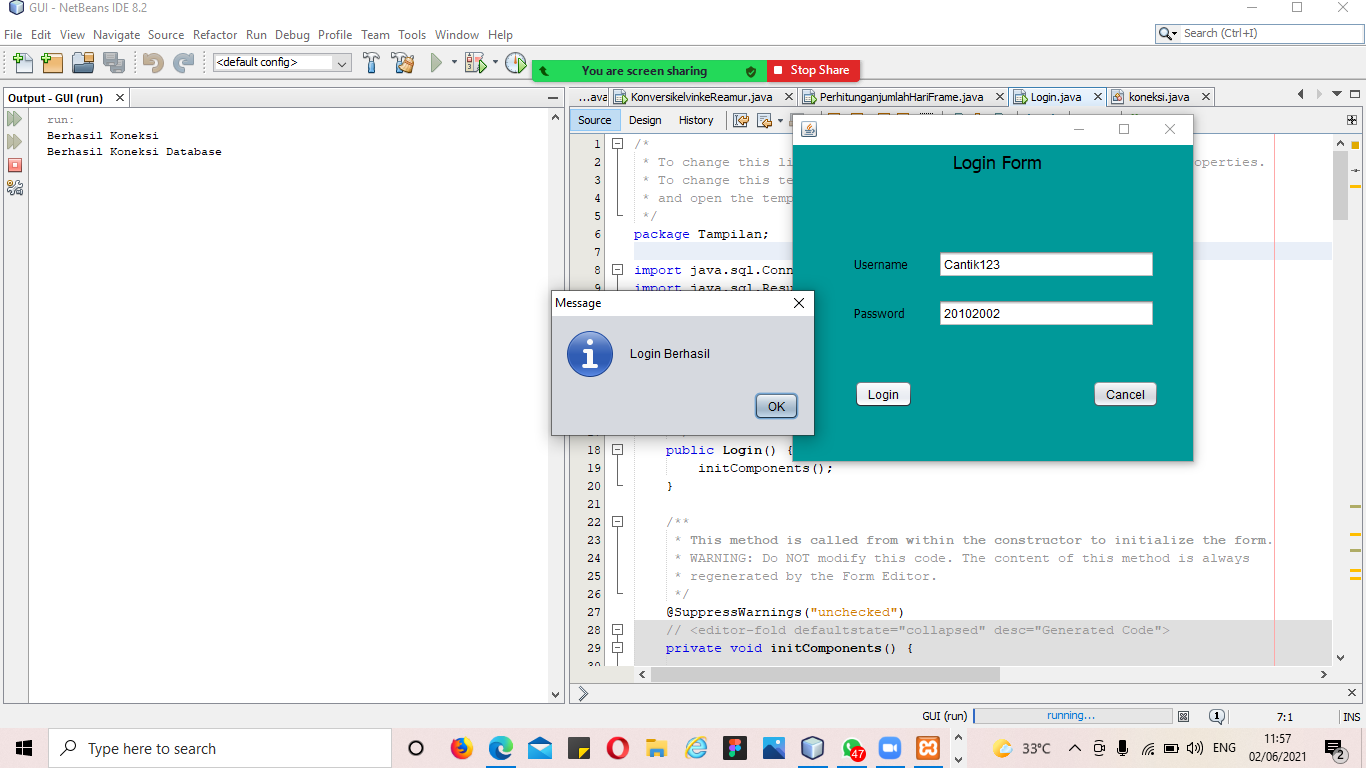 GUI - NetBeans IDE 8.2
File Edit View Navigate Source Refactor Run Debug Profile Team Tools Window Help
Search (Ctrl+I)
<default config>
You are screen sharing
Stop Share
Output - GUI (run)
...ava KonversikelvinkeReamur.java PerhitunganjumlahHariFrame.java Login.java koneksi.java
run:
Berhasil Koneksi
Berhasil Koneksi Database
Source Design History
1 /*
2 * To change this li operties.
3 * To change this te
4 * and open the temp
5 */
6 package Tampilan;
7
8 import java.sql.Conn
9 import java.sql.Resu
Login Form
Username Cantik123
Password 20102002
Login Cancel
Message
Login Berhasil
OK
18 public Login() {
19 initComponents();
20 }
21
22 /**
23 * This method is called from within the constructor to initialize the form.
24 * WARNING: Do NOT modify this code. The content of this method is always
25 * regenerated by the Form Editor.
26 */
27 @SuppressWarnings("unchecked")
28 // <editor-fold defaultstate="collapsed" desc="Generated Code">
29 private void initComponents() {
30
GUI (run) running... 1 7:1 INS
Type here to search
47
33°C
ENG
11:57
02/06/2021
2